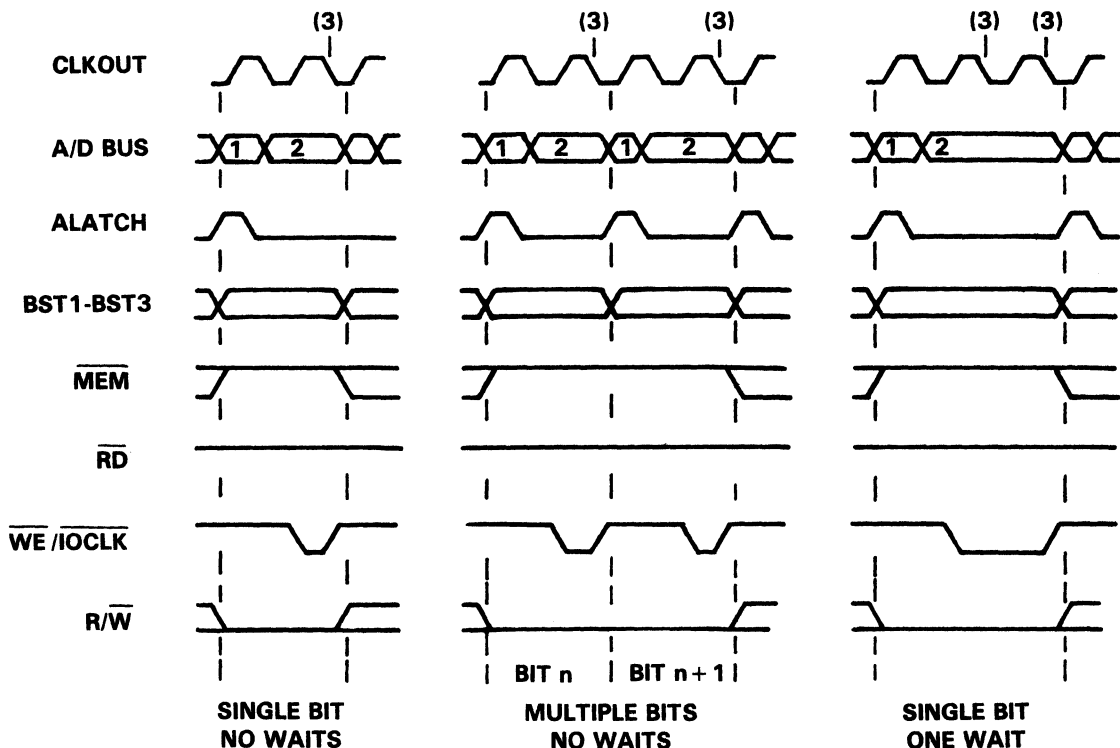 (3) (3) (3) (3) (3)
CLKOUT
A/D BUS 1 2 1 2 1 2 1 2
ALATCH
BST1-BST3
MEM
RD
WE/IOCLK
R/W
BIT n BIT n+1
SINGLE BIT
NO WAITS
MULTIPLE BITS
NO WAITS
SINGLE BIT
ONE WAIT